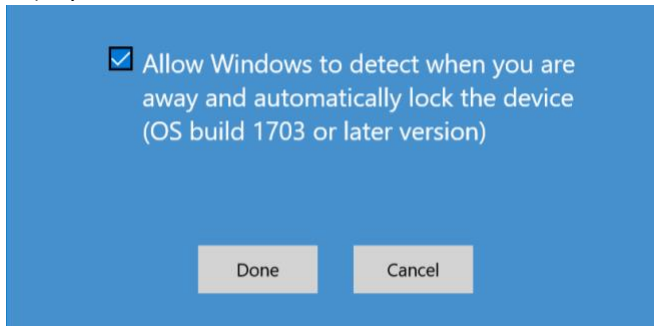 Allow Windows to detect when you are
away and automatically lock the device
(OS build 1703 or later version)
Done
Cancel